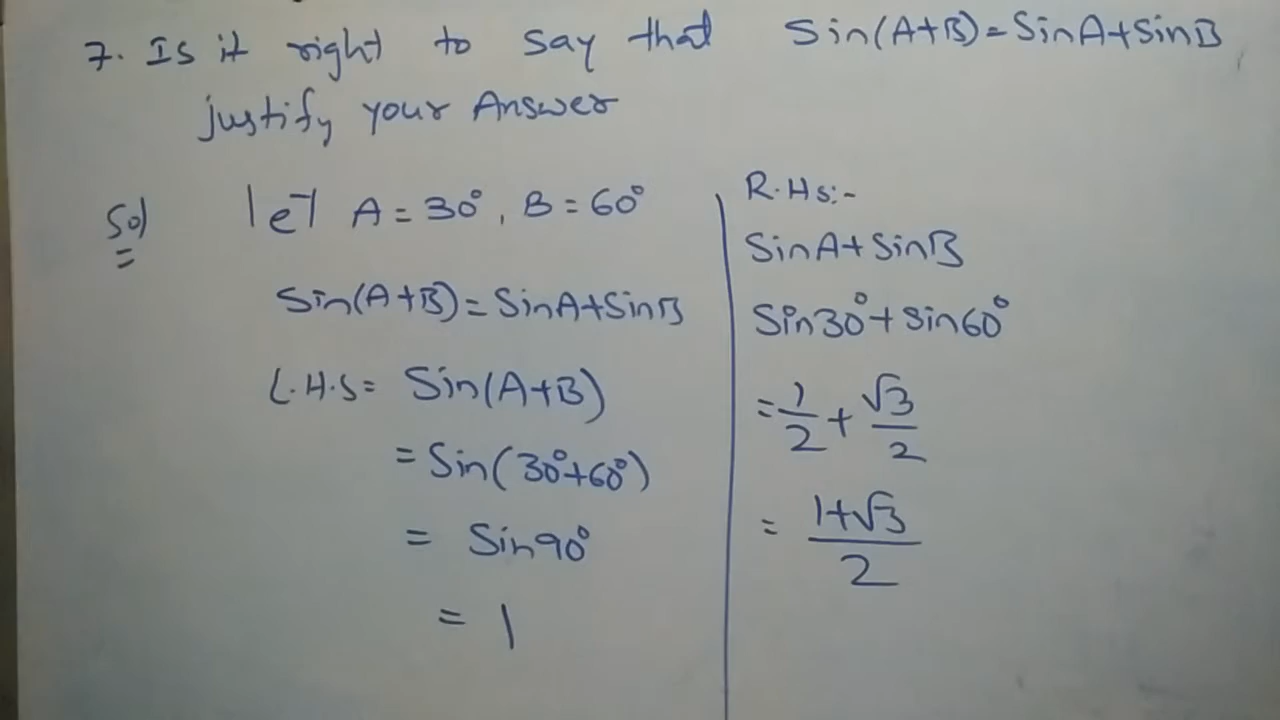 7. Is it right to say that Sin(A+B)=SinA+SinB
justify your Answer
Sol let A = 30°, B = 60°
Sin(A+B)=SinA+SinB
L.H.S= Sin(A+B)
=Sin(30°+60°)
= Sin90°
= 1
R.Hs:-
SinA+SinB
Sin30°+Sin60°
=1/2+√3/2
=1+√3/2